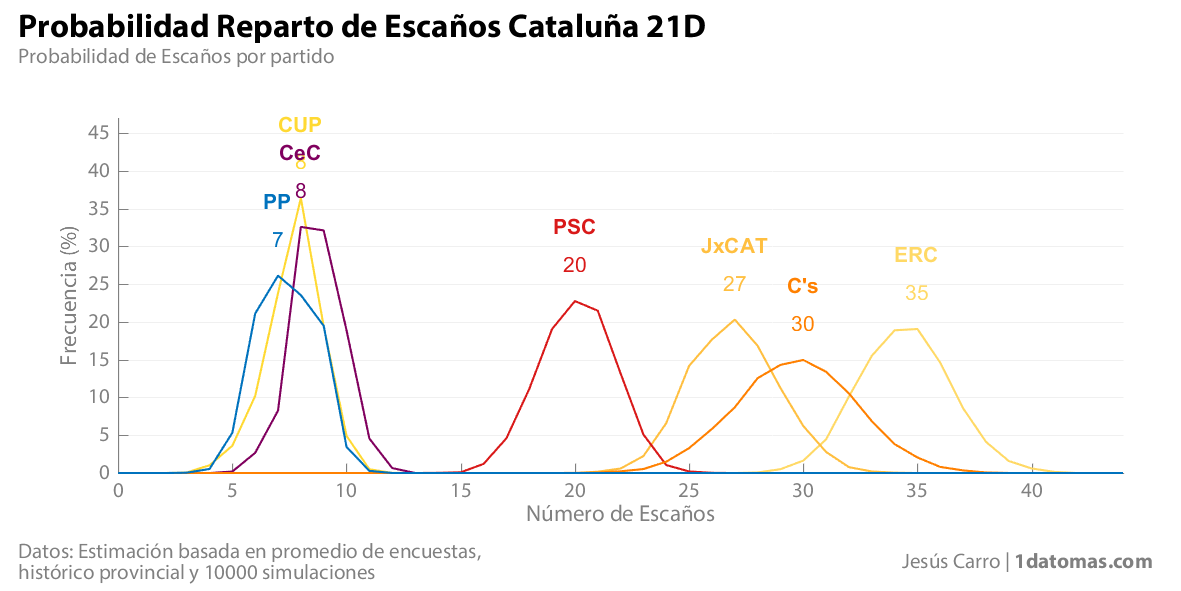 Probabilidad Reparto de Escaños Cataluña 21D
Probabilidad de Escaños por partido
CUP
8
CeC
8
PP
7
PSC
20
JxCAT
27
C's
30
ERC
35
Frecuencia (%)
45
40
35
30
25
20
15
10
5
0
0 5 10 15 20 25 30 35 40
Número de Escaños
Datos: Estimación basada en promedio de encuestas,
histórico provincial y 10000 simulaciones
Jesús Carro | 1datomas.com